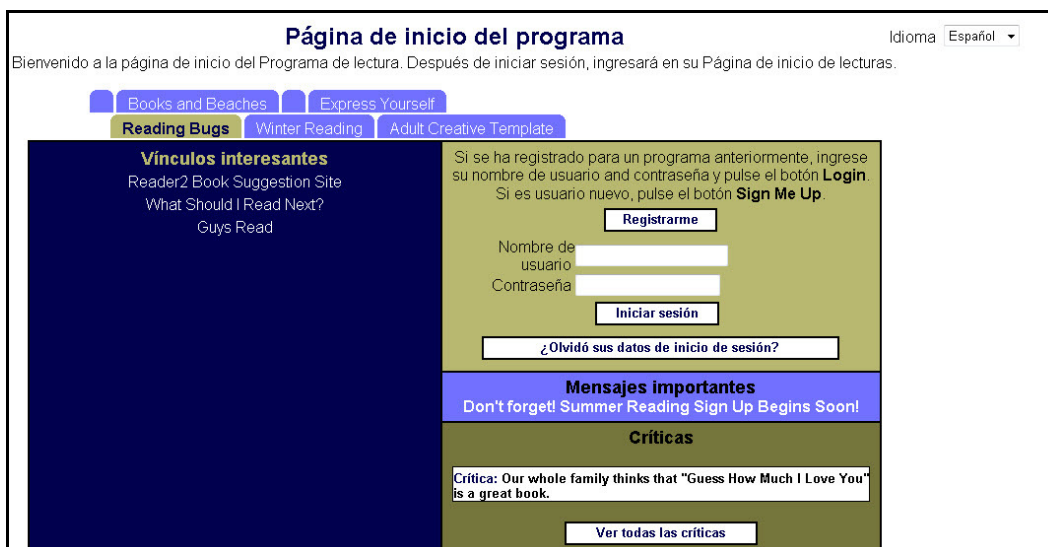 Página de inicio del programa
Idioma Español
Bienvenido a la página de inicio del Programa de lectura. Después de iniciar sesión, ingresará en su Página de inicio de lecturas.
Books and Beaches Express Yourself
Reading Bugs Winter Reading Adult Creative Template
Vínculos interesantes
Reader2 Book Suggestion Site
What Should I Read Next?
Guys Read
Si se ha registrado para un programa anteriormente, ingrese
su nombre de usuario and contraseña y pulse el botón Login.
Si es usuario nuevo, pulse el botón Sign Me Up.
Registrarme
Nombre de
usuario
Contraseña
Iniciar sesión
¿Olvidó sus datos de inicio de sesión?
Mensajes importantes
Don't forget! Summer Reading Sign Up Begins Soon!
Críticas
Crítica: Our whole family thinks that "Guess How Much I Love You"
is a great book.
Ver todas las críticas